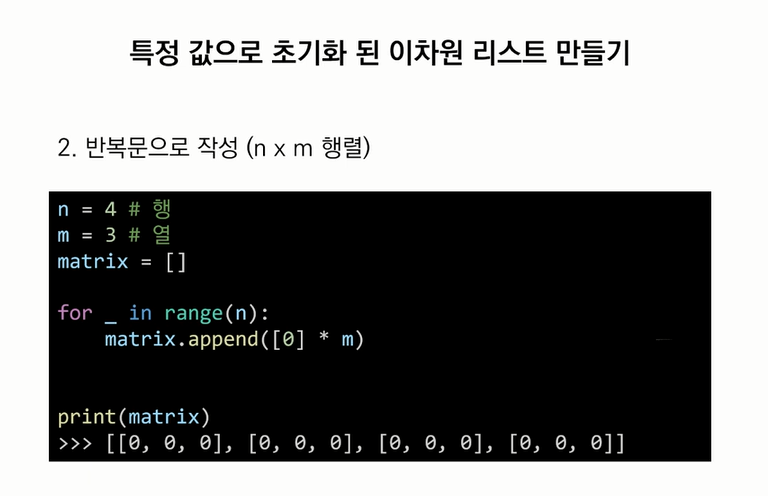 특정 값으로 초기화 된 이차원 리스트 만들기
2. 반복문으로 작성 (n x m 행렬)
n = 4 # 행
m = 3 # 열
matrix = []
for _ in range(n):
    matrix.append([0] * m)
print(matrix)
>>> [[0, 0, 0], [0, 0, 0], [0, 0, 0], [0, 0, 0]]